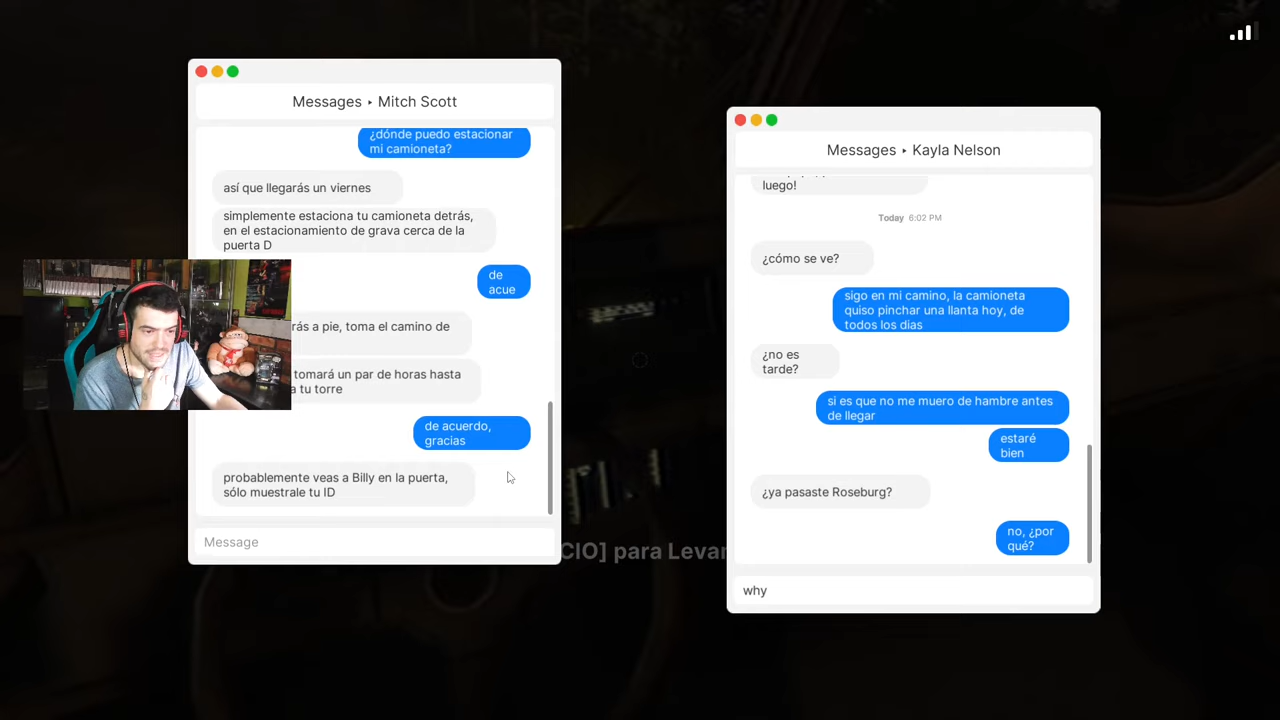 Messages ▸ Mitch Scott
¿dónde puedo estacionar
mi camioneta?
así que llegarás un viernes
simplemente estaciona tu camioneta detrás,
en el estacionamiento de grava cerca de la
puerta D
de
acue
rás a pie, toma el camino de
tomará un par de horas hasta
a tu torre
de acuerdo,
gracias
probablemente veas a Billy en la puerta,
sólo muestrale tu ID
Message
CIO] para Levan
Messages ▸ Kayla Nelson
luego!
Today 6:02 PM
¿cómo se ve?
sigo en mi camino, la camioneta
quiso pinchar una llanta hoy, de
todos los dias
¿no es
tarde?
si es que no me muero de hambre antes
de llegar
estaré
bien
¿ya pasaste Roseburg?
no, ¿por
qué?
why